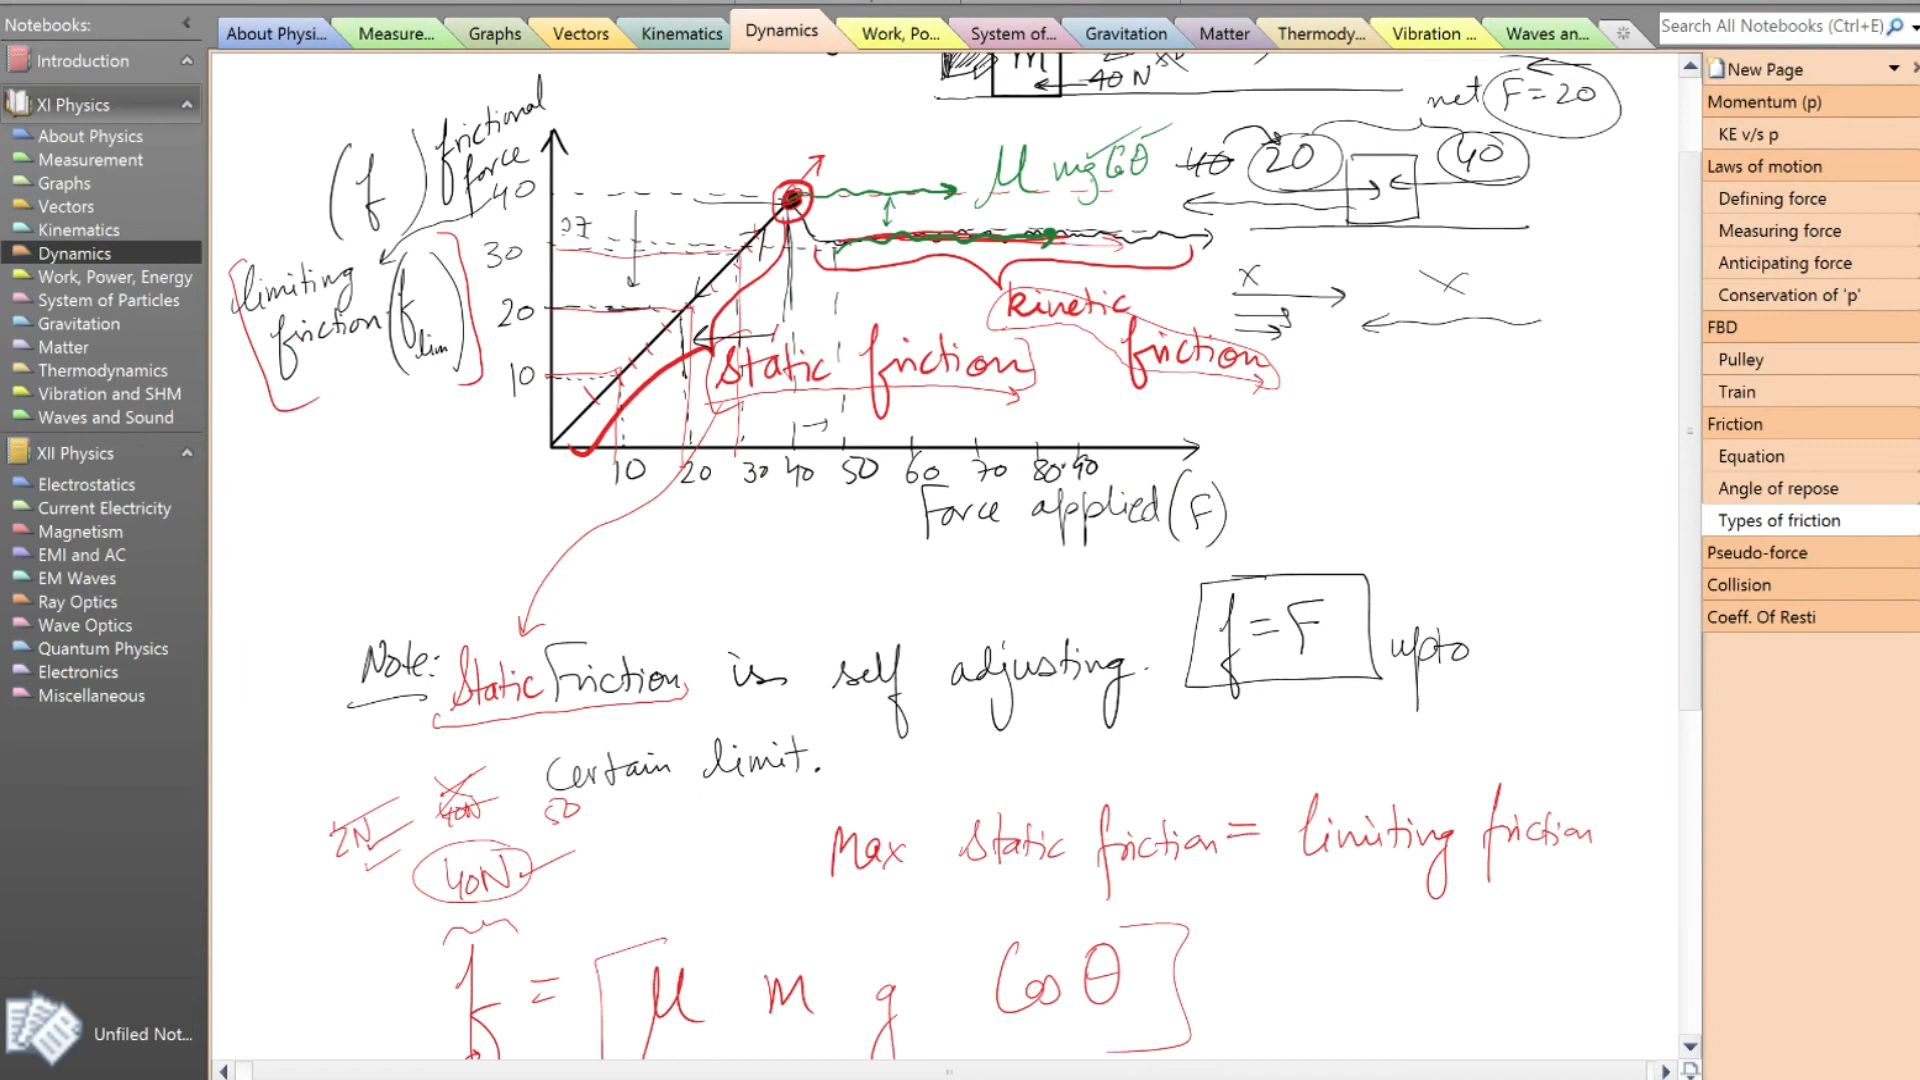 Notebooks:
Introduction
XI Physics
About Physics
Measurement
Graphs
Vectors
Kinematics
Dynamics
Work, Power, Energy
System of Particles
Gravitation
Matter
Thermodynamics
Vibration and SHM
Waves and Sound
XII Physics
Electrostatics
Current Electricity
Magnetism
EMI and AC
EM Waves
Ray Optics
Wave Optics
Quantum Physics
Electronics
Miscellaneous
Unfiled Not...
About Physi... Measure... Graphs Vectors Kinematics Dynamics Work, Po... System of... Gravitation Matter Thermody... Vibration ... Waves an...
Search All Notebooks (Ctrl+E)
m
40 N
net F = 20
(f) frictional
force
40
μ mg Cos θ
40 20 40
30
limiting
friction (f lim)
20
10
kinetic
friction
Static friction
x x
10 20 30 40 50 60 70 80 90
Force applied (F)
Note: Static Friction is self adjusting. f = F upto
Certain limit.
2N 40N 50
40N
Max Static friction = limiting friction
f = [μ m g Cos θ]
New Page
Momentum (p)
KE v/s p
Laws of motion
Defining force
Measuring force
Anticipating force
Conservation of 'p'
FBD
Pulley
Train
Friction
Equation
Angle of repose
Types of friction
Pseudo-force
Collision
Coeff. Of Resti